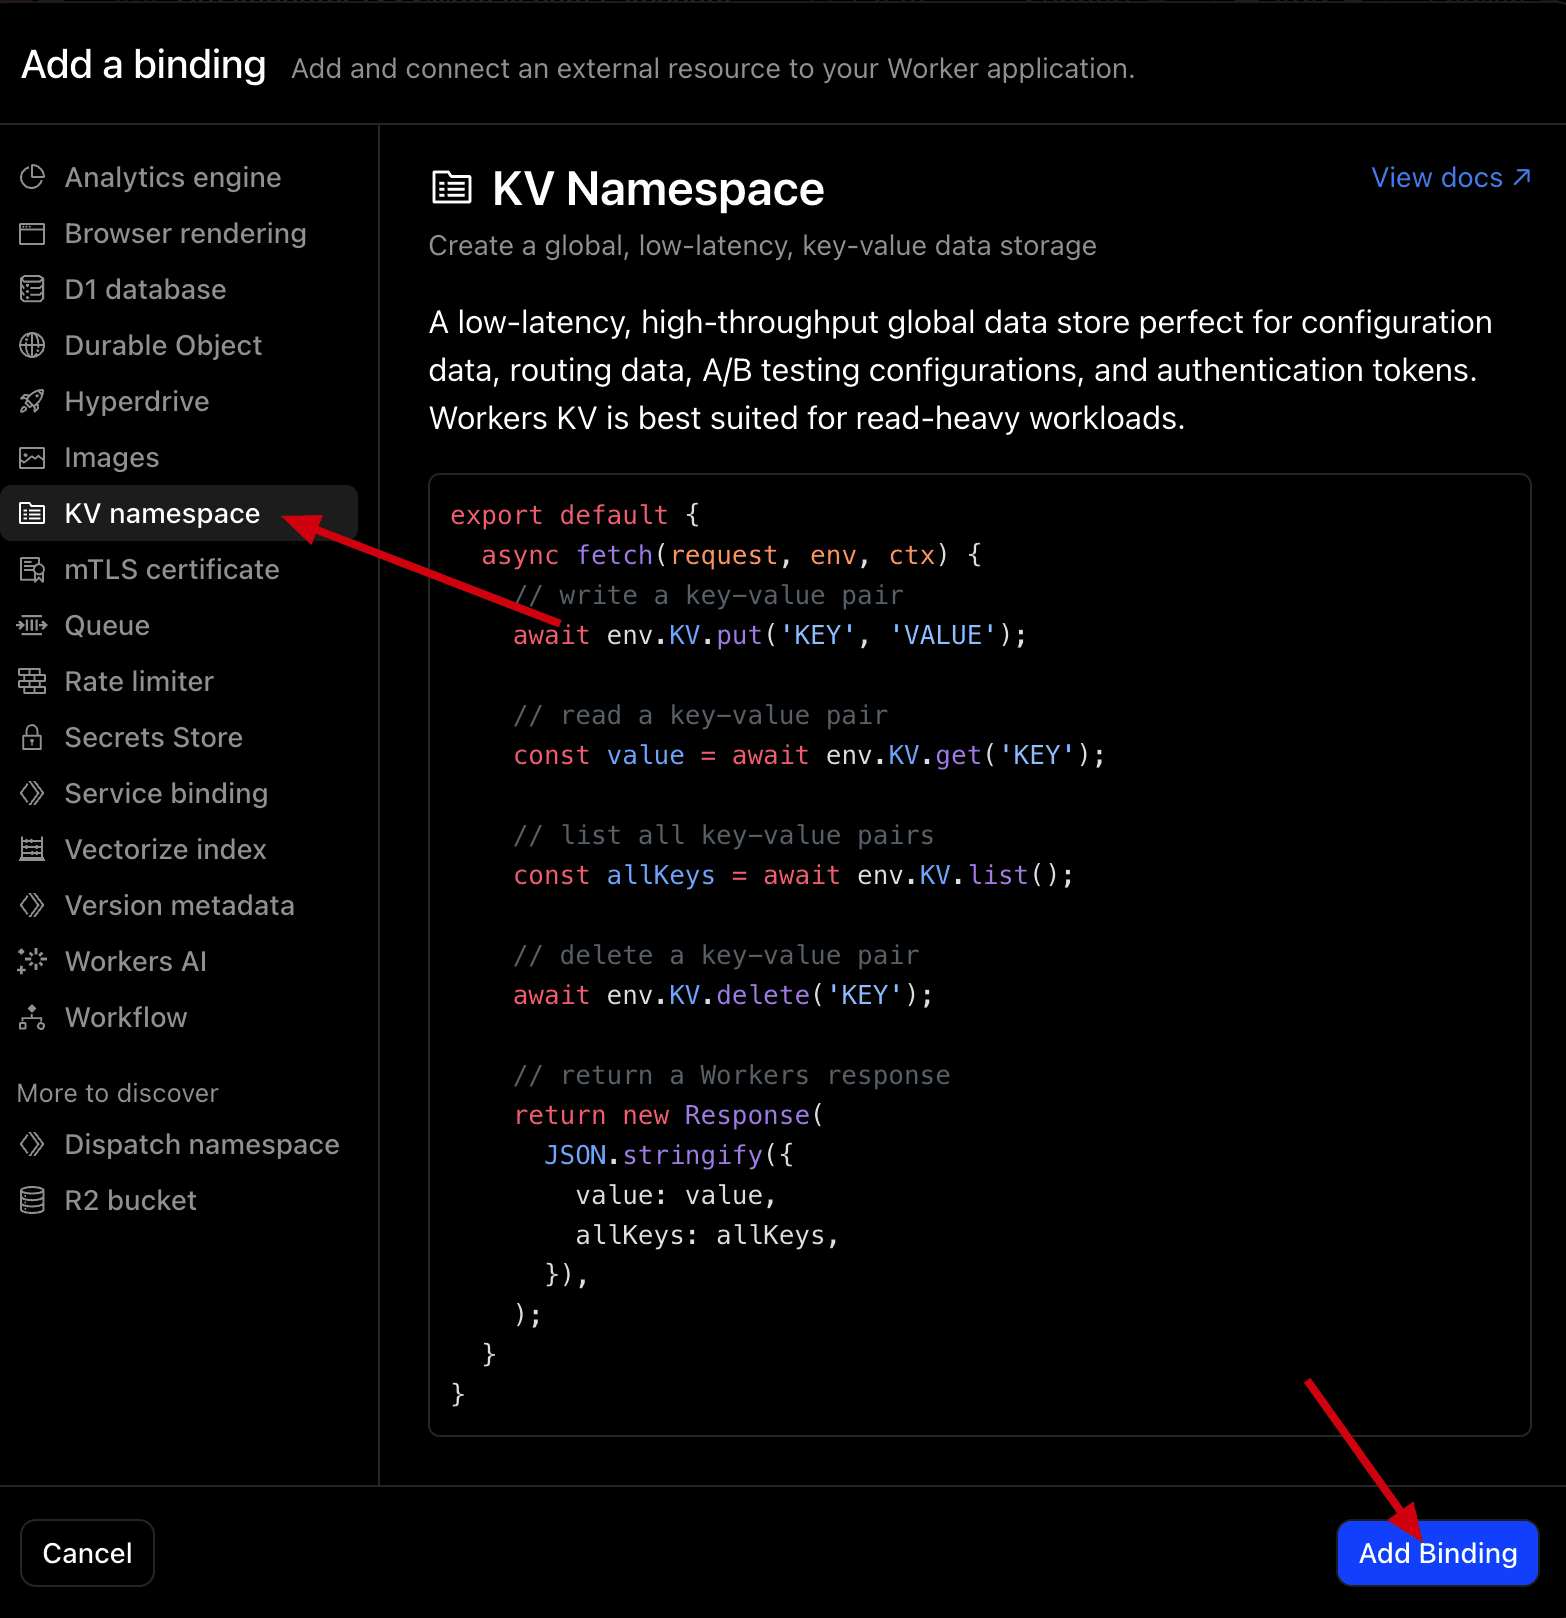 Add a binding Add and connect an external resource to your Worker application.
Analytics engine
Browser rendering
D1 database
Durable Object
Hyperdrive
Images
KV namespace
mTLS certificate
Queue
Rate limiter
Secrets Store
Service binding
Vectorize index
Version metadata
Workers AI
Workflow
More to discover
Dispatch namespace
R2 bucket
KV Namespace
View docs ↗
Create a global, low-latency, key-value data storage
A low-latency, high-throughput global data store perfect for configuration
data, routing data, A/B testing configurations, and authentication tokens.
Workers KV is best suited for read-heavy workloads.
export default {
  async fetch(request, env, ctx) {
    // write a key-value pair
    await env.KV.put('KEY', 'VALUE');

    // read a key-value pair
    const value = await env.KV.get('KEY');

    // list all key-value pairs
    const allKeys = await env.KV.list();

    // delete a key-value pair
    await env.KV.delete('KEY');

    // return a Workers response
    return new Response(
      JSON.stringify({
        value: value,
        allKeys: allKeys,
      }),
    );
  }
}
Cancel
Add Binding